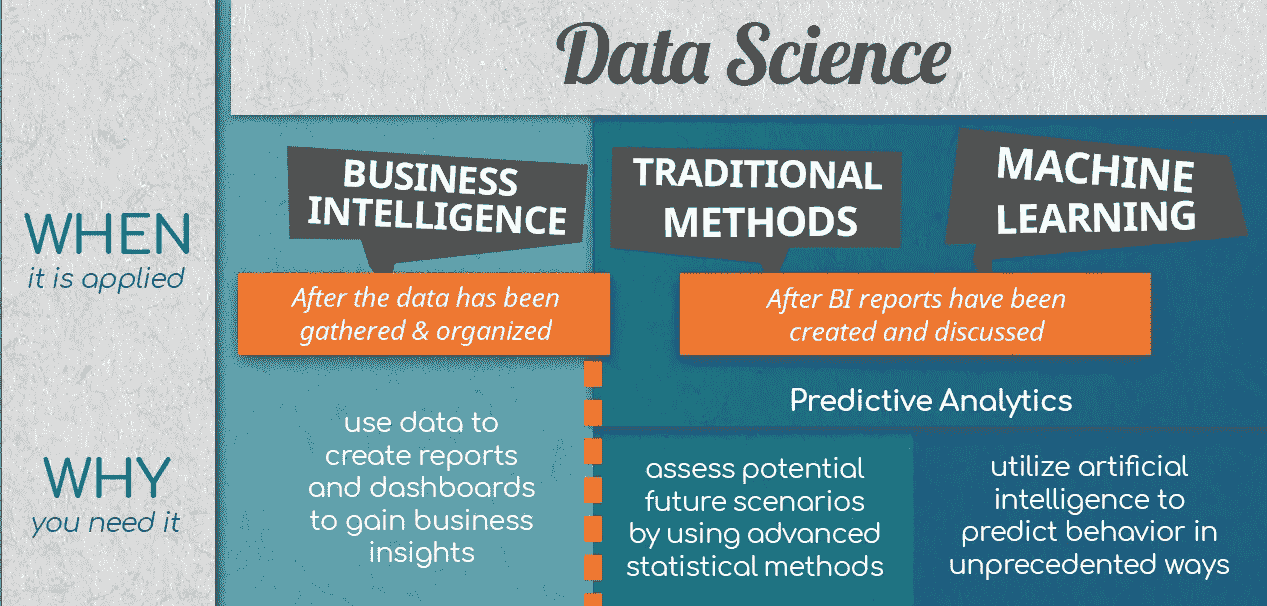 Data Science
WHEN
it is applied
BUSINESS
INTELLIGENCE
TRADITIONAL
METHODS
MACHINE
LEARNING
After the data has been
gathered & organized
After BI reports have been
created and discussed
Predictive Analytics
WHY
you need it
use data to
create reports
and dashboards
to gain business
insights
assess potential
future scenarios
by using advanced
statistical methods
utilize artificial
intelligence to
predict behavior in
unprecedented ways